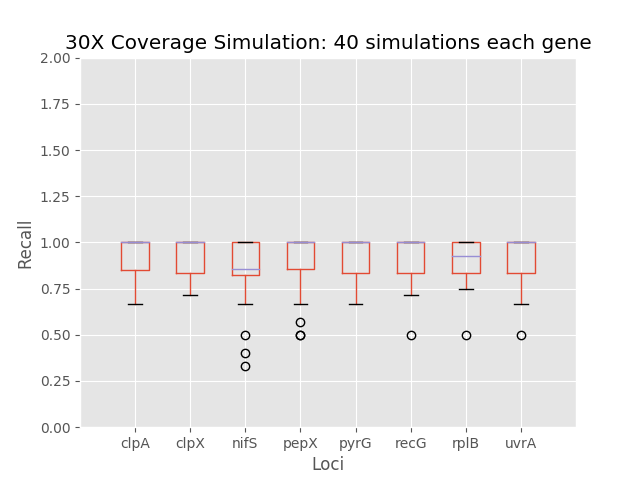 30X Coverage Simulation: 40 simulations each gene
2.00
1.75
1.50
1.25
1.00
0.75
0.50
0.25
0.00
Recall
clpA clpX nifS pepX pyrG recG rplB uvrA
Loci